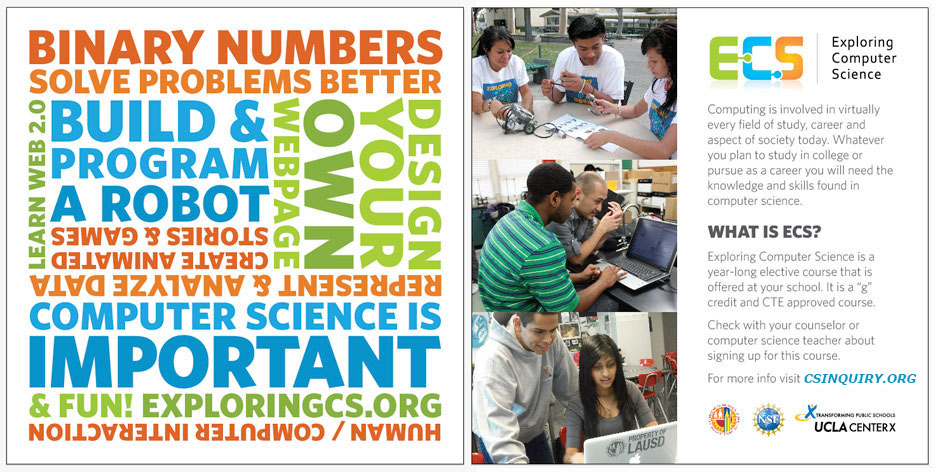 BINARY NUMBERS
SOLVE PROBLEMS BETTER
LEARN WEB 2.0
BUILD &
PROGRAM
A ROBOT
WEBPAGE
OWN
YOUR
DESIGN
STORIES & GAMES
CREATE ANIMATED
REPRESENT & ANALYZE DATA
COMPUTER SCIENCE IS
IMPORTANT
& FUN! EXPLORINGCS.ORG
HUMAN / COMPUTER INTERACTION
EXPLORING
PROPERTY OF
LAUSD
ECS
Exploring
Computer
Science
Computing is involved in virtually
every field of study, career and
aspect of society today. Whatever
you plan to study in college or
pursue as a career you will need the
knowledge and skills found in
computer science.
WHAT IS ECS?
Exploring Computer Science is a
year-long elective course that is
offered at your school. It is a “g”
credit and CTE approved course.
Check with your counselor or
computer science teacher about
signing up for this course.
For more info visit CSINQUIRY.ORG
NSF
TRANSFORMING PUBLIC SCHOOLS
UCLA CENTER X